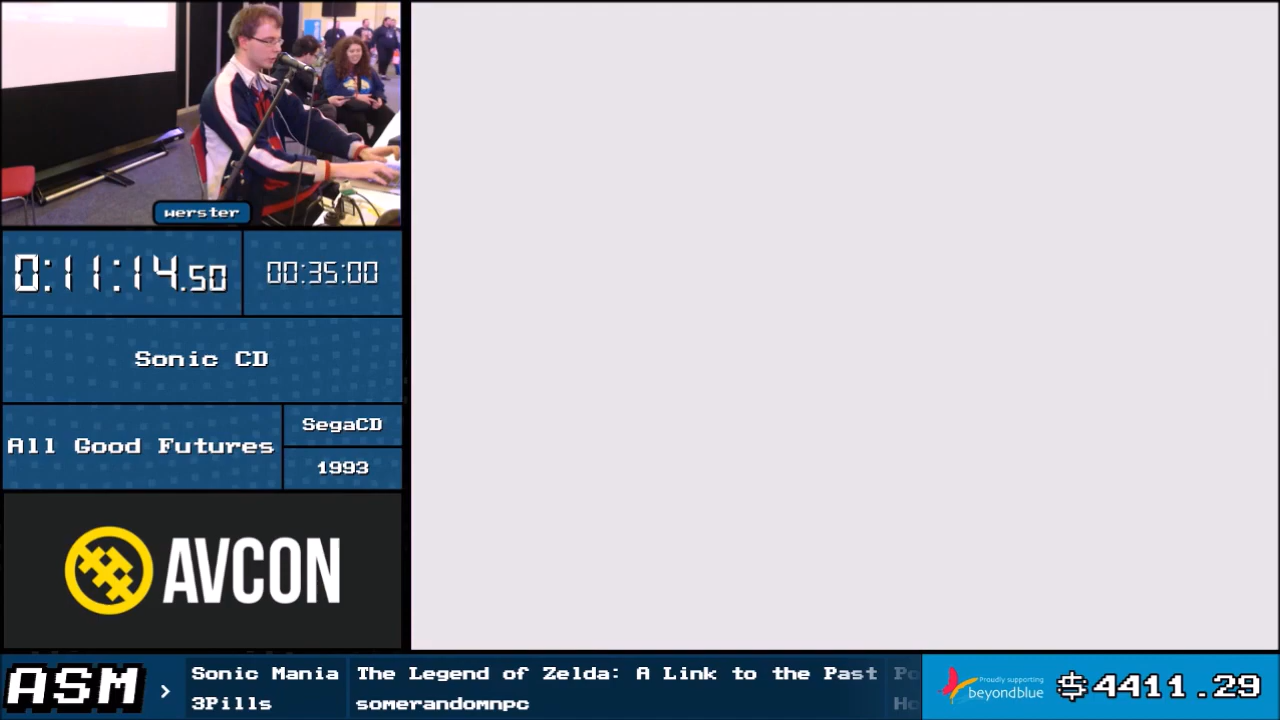 werster
0:11:14.50
00:35:00
Sonic CD
All Good Futures
SegaCD
1993
AVCON
ASM
Sonic Mania
3Pills
The Legend of Zelda: A Link to the Past
somerandomnpc
Proudly supporting
beyondblue
$4411.29